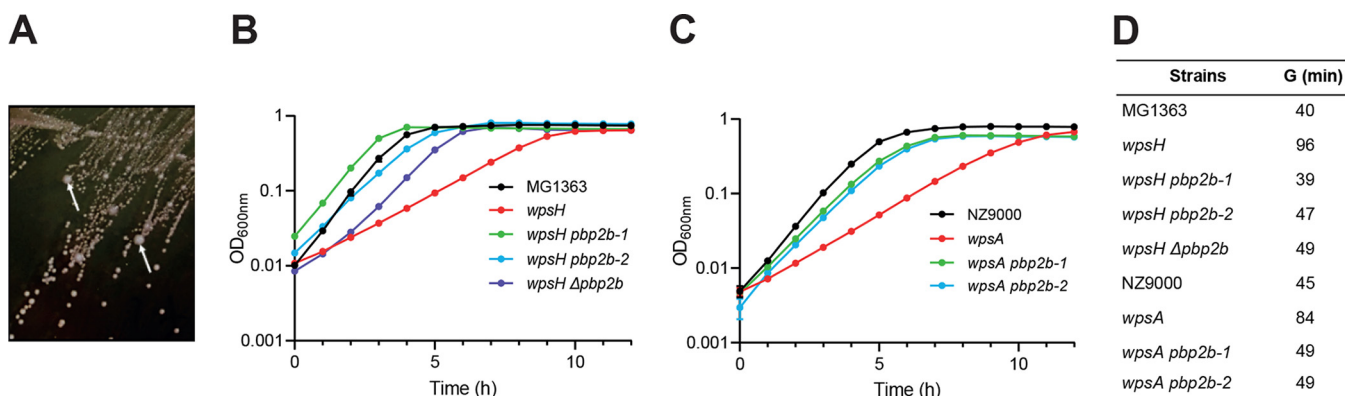 A
B
C
D
OD600nm
1
0.1
0.01
0.001
0
5
10
Time (h)
MG1363
wpsH
wpsH pbp2b-1
wpsH pbp2b-2
wpsH Δpbp2b
OD600nm
1
0.1
0.01
0.001
0
5
10
Time (h)
NZ9000
wpsA
wpsA pbp2b-1
wpsA pbp2b-2
Strains G (min)
MG1363 40
wpsH 96
wpsH pbp2b-1 39
wpsH pbp2b-2 47
wpsH Δpbp2b 49
NZ9000 45
wpsA 84
wpsA pbp2b-1 49
wpsA pbp2b-2 49